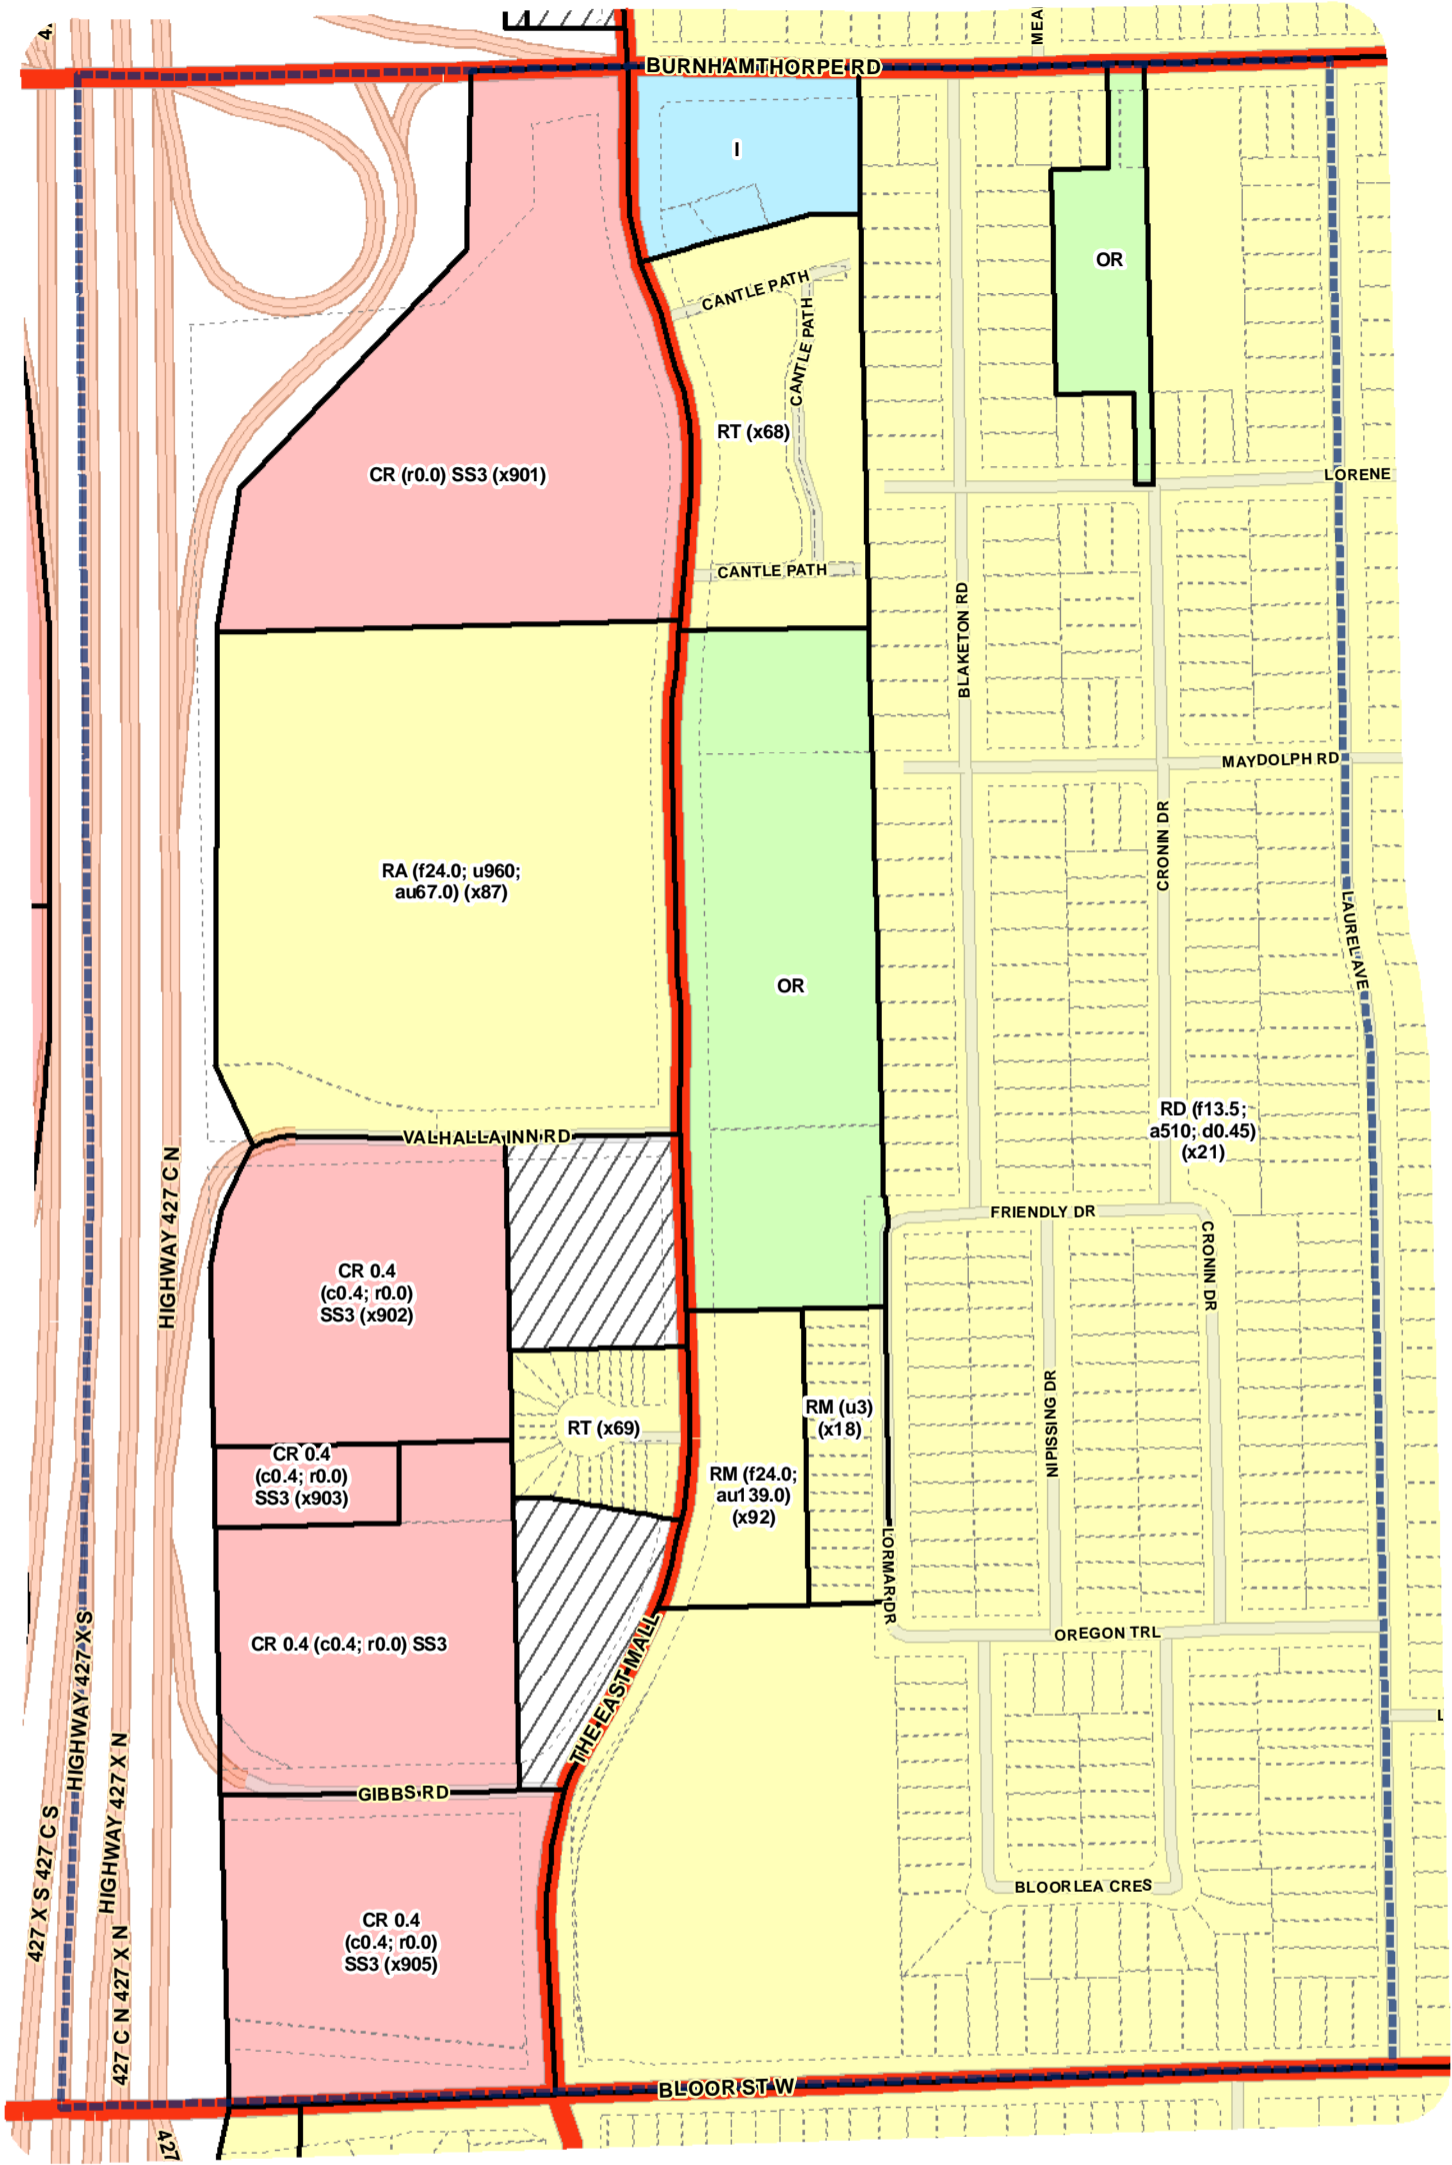 4.
MEA
BURNHAMTHORPE RD
I
OR
CANTLE PATH
CANTLE PATH
RT (x68)
CR (r0.0) SS3 (x901)
LORENE
CANTLE PATH
BLAKETON RD
MAYDOLPH RD
CRONIN DR
RA (f24.0; u960;
au67.0) (x87)
LAUREL AVE
OR
RD (f13.5;
a510; d0.45)
(x21)
VALHALLA INN RD
HIGHWAY 427 C N
FRIENDLY DR
CRONIN DR
CR 0.4
(c0.4; r0.0)
SS3 (x902)
NIPISSING DR
RM (u3)
(x18)
RT (x69)
CR 0.4
(c0.4; r0.0)
SS3 (x903)
RM (f24.0;
au139.0)
(x92)
LORMAR DR
OREGON TRL
CR 0.4 (c0.4; r0.0) SS3
THE EAST MALL
HIGHWAY 427 X S
L
HIGHWAY 427 X N
GIBBS RD
427 X S 427 C S
BLOORLEA CRES
CR 0.4
(c0.4; r0.0)
SS3 (x905)
427 C N 427 X N
BLOOR ST W
427